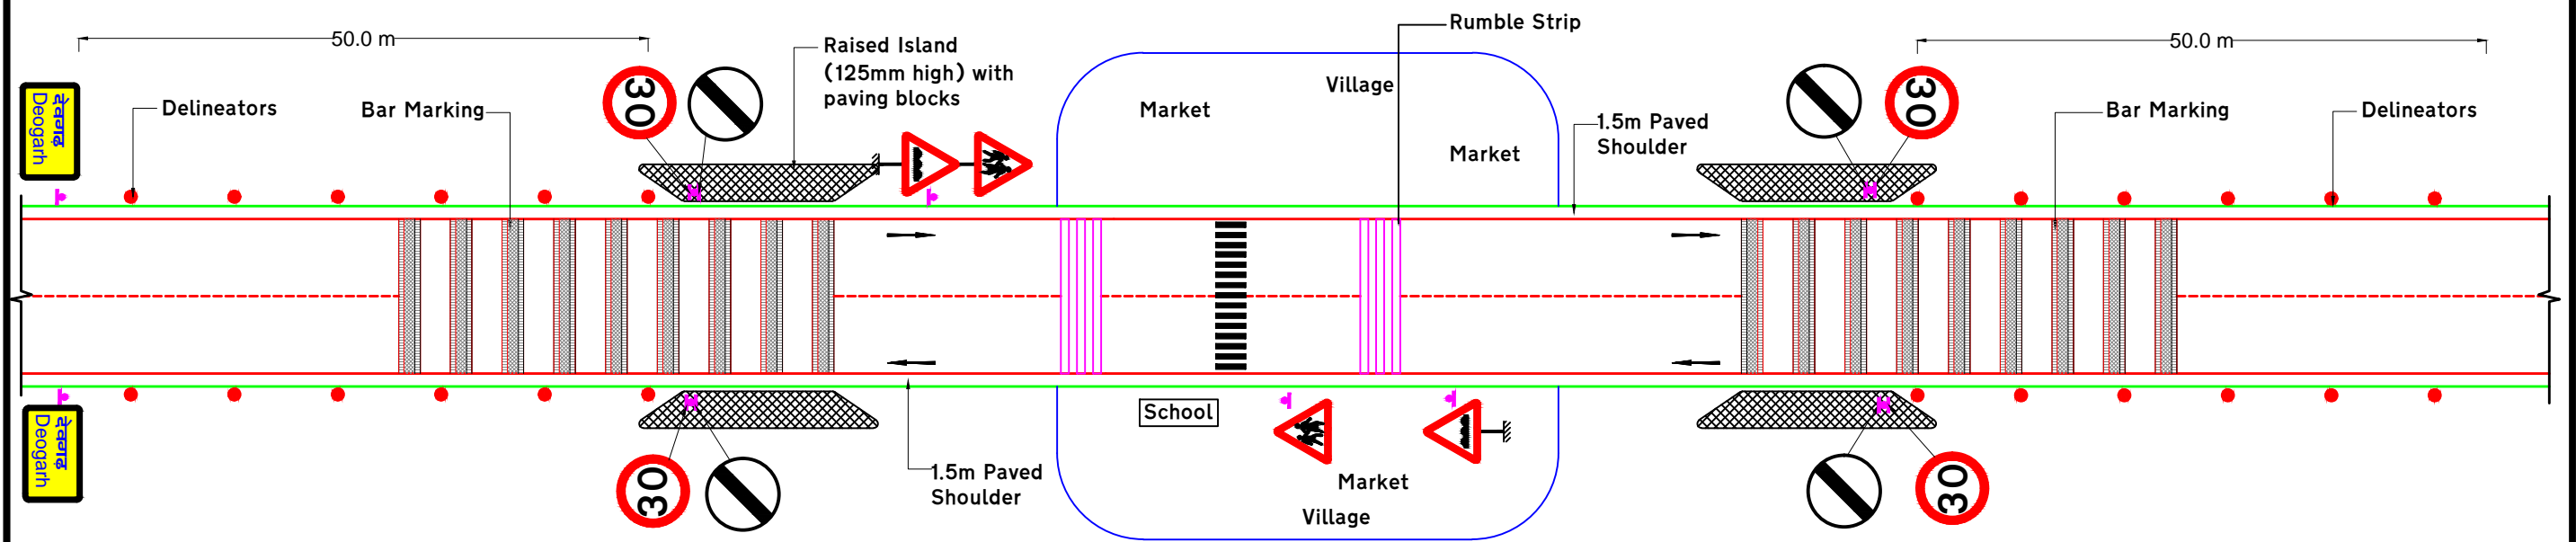 50.0 m
Rumble Strip
50.0 m
Raised Island
(125mm high) with
paving blocks
देवगढ़
Deogarh
Delineators
Bar Marking
30
Market
Village
Market
1.5m Paved
Shoulder
30
Bar Marking
Delineators
देवगढ़
Deogarh
30
1.5m Paved
Shoulder
School
Market
Village
30